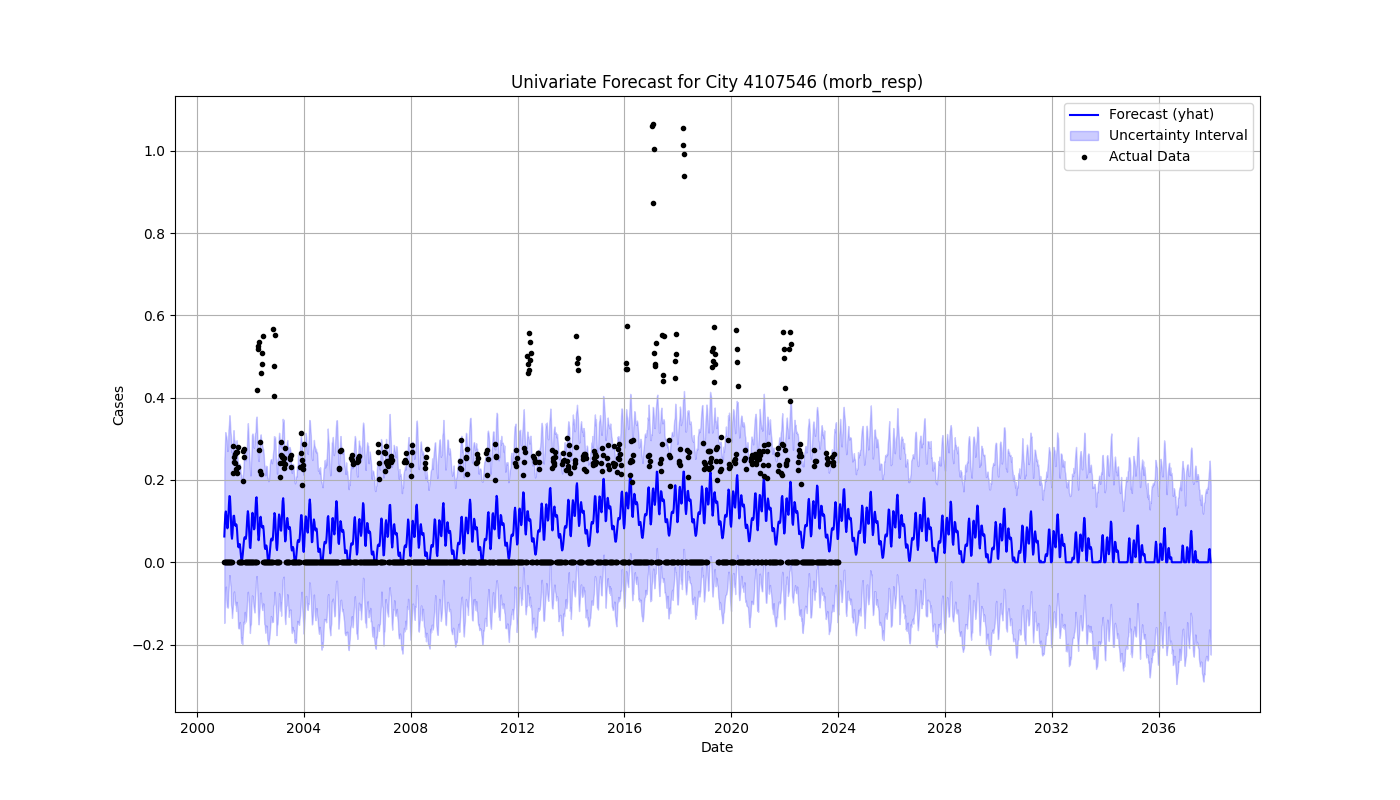 Univariate Forecast for City 4107546 (morb_resp)
Forecast (yhat)
Uncertainty Interval
Actual Data
Cases
1.0
0.8
0.6
0.4
0.2
0.0
−0.2
2000 2004 2008 2012 2016 2020 2024 2028 2032 2036
Date